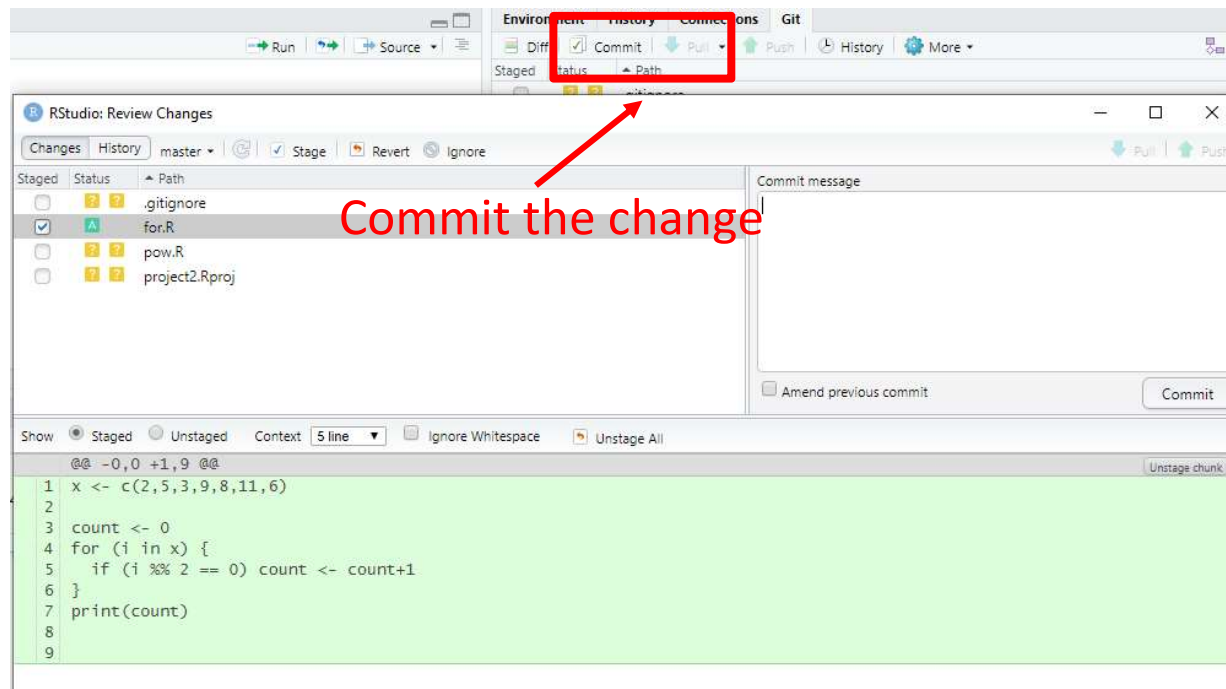 Environment History Connections Git
Run Source Diff Commit Pull Push History More
Staged Status Path
.gitignore
R RStudio: Review Changes
Changes History master Stage Revert Ignore Pull Push
Staged Status Path Commit message
? ? .gitignore
A for.R
Commit the change
? ? pow.R
? ? project2.Rproj
Amend previous commit Commit
Show Staged Unstaged Context 5 line Ignore Whitespace Unstage All
@@ -0,0 +1,9 @@ Unstage chunk
1 x <- c(2,5,3,9,8,11,6)
2
3 count <- 0
4 for (i in x) {
5 if (i %% 2 == 0) count <- count+1
6 }
7 print(count)
8
9